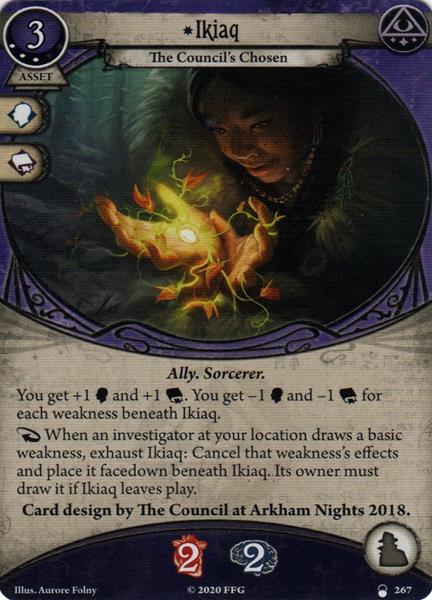 3
✶Ikiaq
ASSET
The Council's Chosen
Ally. Sorcerer.
You get +1 and +1. You get –1 and –1 for
each weakness beneath Ikiaq.
When an investigator at your location draws a basic
weakness, exhaust Ikiaq: Cancel that weakness's effects
and place it facedown beneath Ikiaq. Its owner must
draw it if Ikiaq leaves play.
Card design by The Council at Arkham Nights 2018.
2 2
Illus. Aurore Folny © 2020 FFG 267